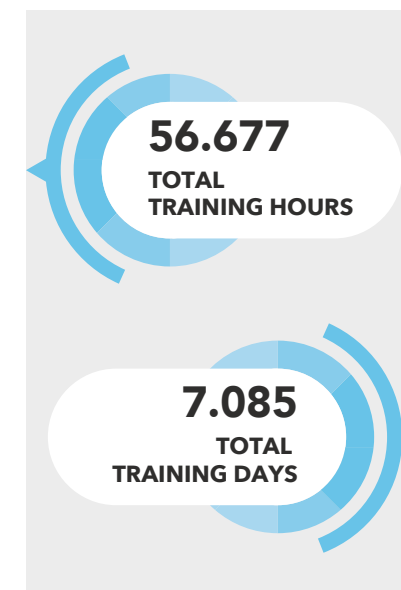 56.677
TOTAL
TRAINING HOURS
7.085
TOTAL
TRAINING DAYS